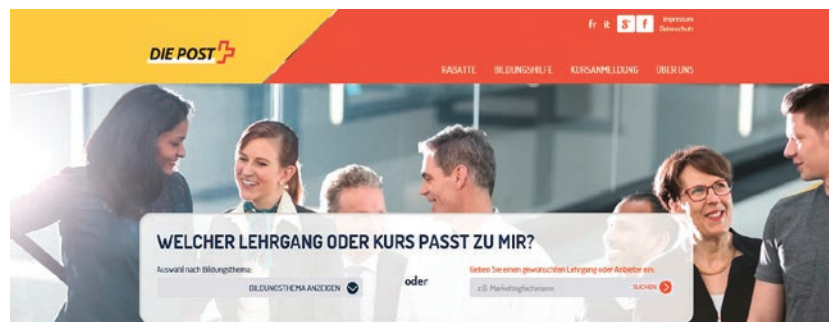 fr it g+ f Impressum
Datenschutz
DIE POST
RABATTE BILDUNGSHILFE KURSANMELDUNG ÜBER UNS
WELCHER LEHRGANG ODER KURS PASST ZU MIR?
Auswahl nach Bildungsthema:
BILDUNGSTHEMA ANZEIGEN
oder
Geben Sie einen gewünschten Lehrgang oder Anbieter ein:
z.B. Marketingfachmann
SUCHEN